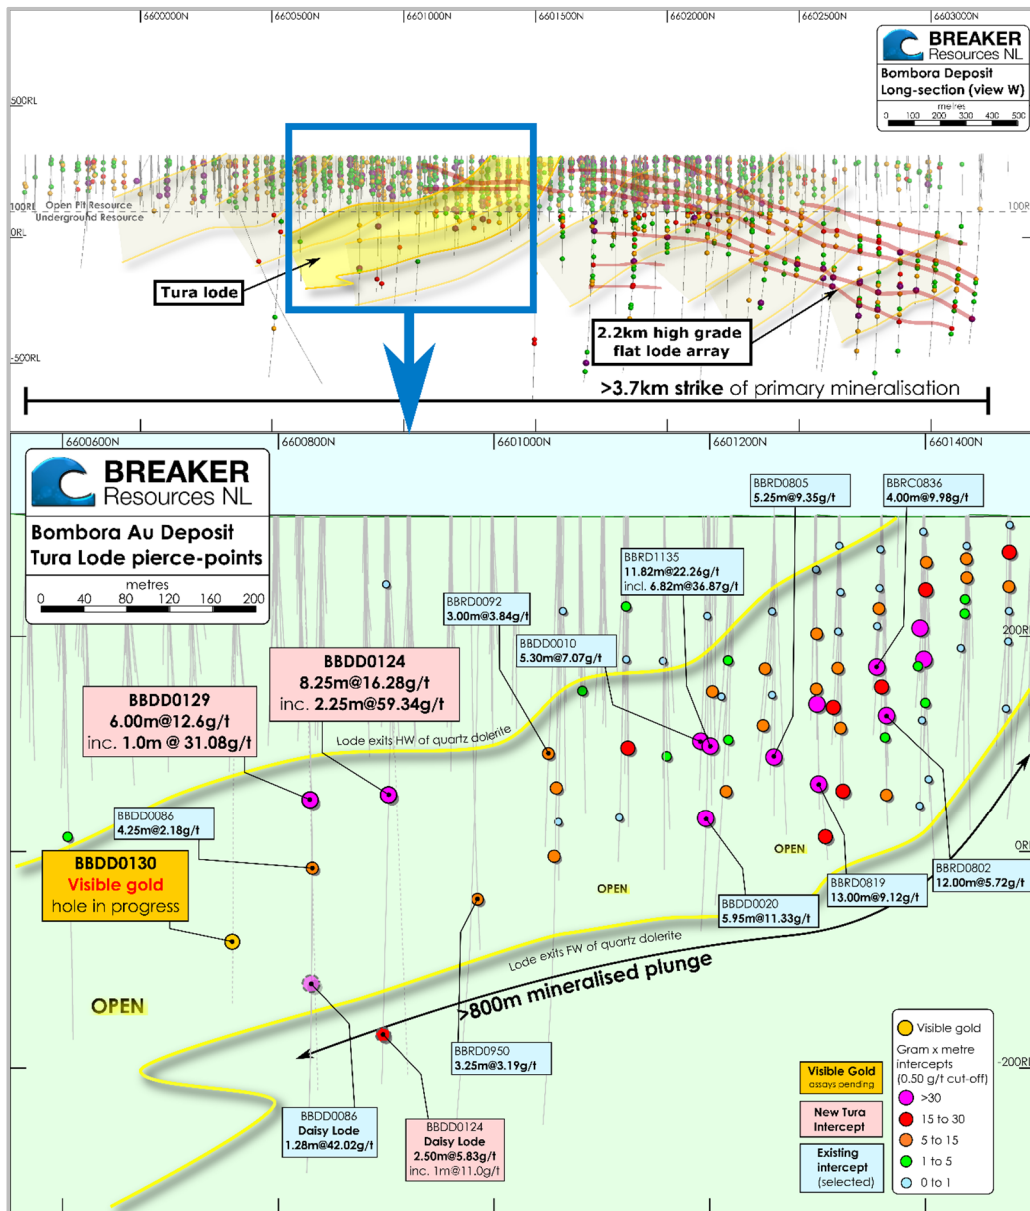 6600000N
6600500N
6601000N
6601500N
6602000N
6602500N
6603000N
BREAKER
Resources NL
Bombora Deposit
Long-section (view W)
metres
0 100 200 300 400 500
500RL
Open Pit Resource
100RL
100R
Underground Resource
0RL
Tura lode
2.2km high grade
flat lode array
-500RL
>3.7km strike of primary mineralisation
6600600N
6600800N
6601000N
6601200N
6601400N
BREAKER
Resources NL
Bombora Au Deposit
Tura Lode pierce-points
metres
0 40 80 120 160 200
BBRD0805
5.25m@9.35g/t
BBRC0836
4.00m@9.98g/t
BBRD1135
11.82m@22.26g/t
incl. 6.82m@36.87g/t
BBRD0092
3.00m@3.84g/t
BBDD0010
5.30m@7.07g/t
200RL
BBDD0124
8.25m@16.28g/t
inc. 2.25m@59.34g/t
BBDD0129
6.00m@12.6g/t
inc. 1.0m @ 31.08g/t
Lode exits HW of quartz dolerite
BBDD0086
4.25m@2.18g/t
BBDD0130
Visible gold
hole in progress
OPEN
0RL
OPEN
BBRD0802
12.00m@5.72g/t
BBRD0819
13.00m@9.12g/t
BBDD0020
5.95m@11.33g/t
Lode exits FW of quartz dolerite
>800m mineralised plunge
OPEN
BBRD0950
3.25m@3.19g/t
BBDD0086
Daisy Lode
1.28m@42.02g/t
BBDD0124
Daisy Lode
2.50m@5.83g/t
inc. 1m@11.0g/t
-200RL
Visible Gold
assays pending
New Tura
Intercept
Existing
intercept
(selected)
Visible gold
Gram x metre
intercepts
(0.50 g/t cut-off)
>30
15 to 30
5 to 15
1 to 5
0 to 1